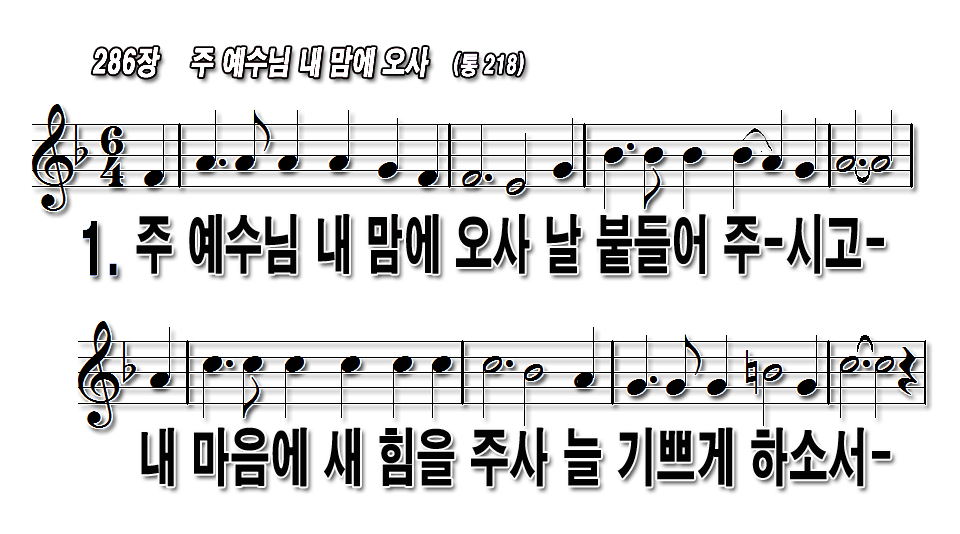 286장 주 예수님 내 맘에 오사 (통 218)
6
4
1. 주 예수님 내 맘에 오사 날 붙들어 주-시고-
내 마음에 새 힘을 주사 늘 기쁘게 하소서-